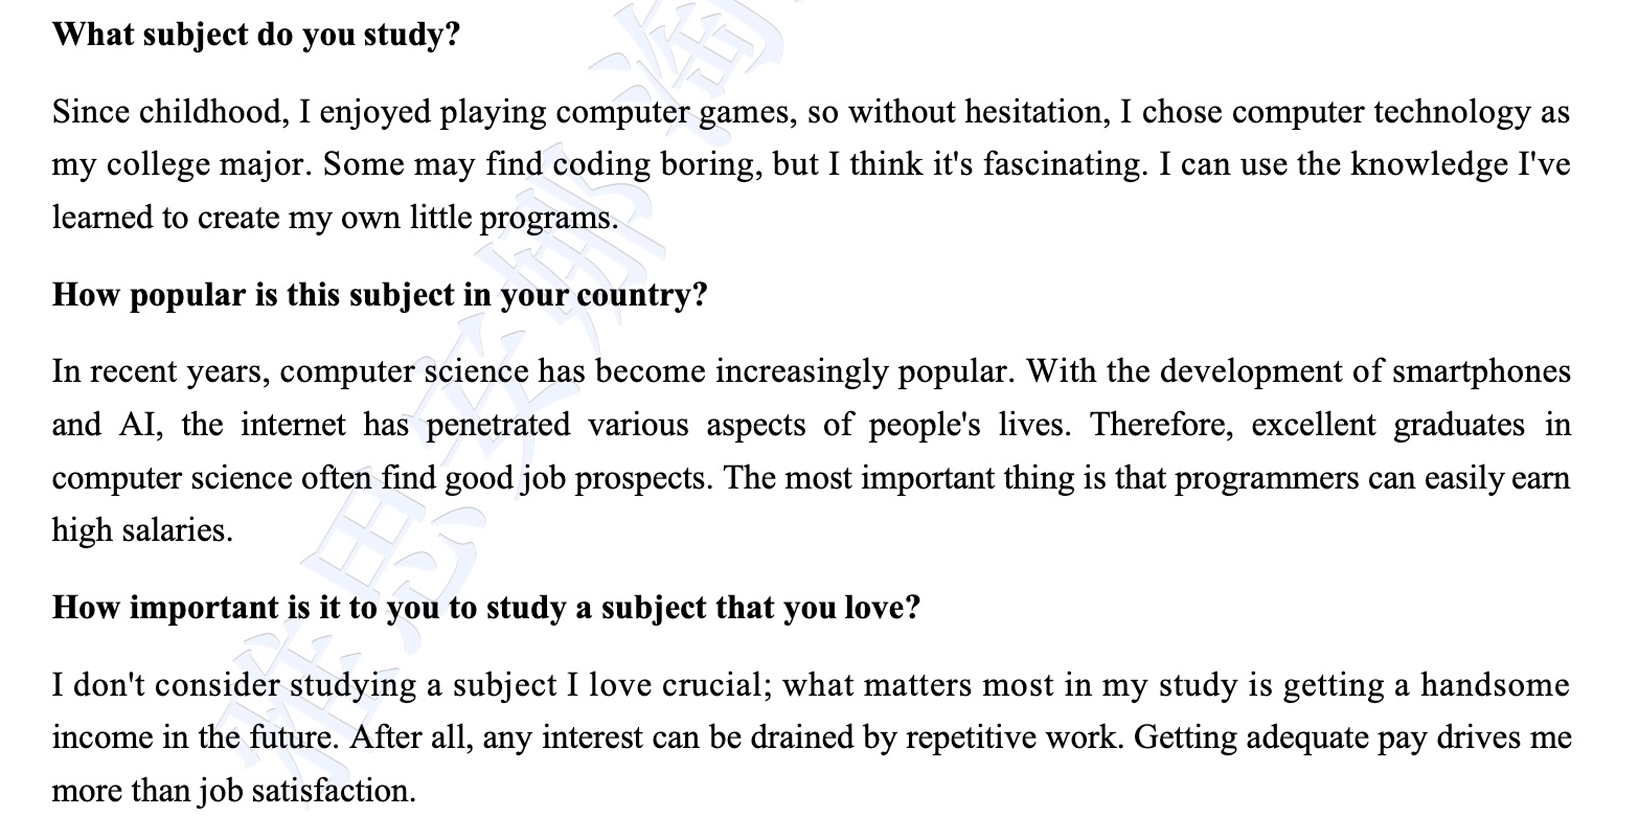 What subject do you study?
Since childhood, I enjoyed playing computer games, so without hesitation, I chose computer technology as
my college major. Some may find coding boring, but I think it's fascinating. I can use the knowledge I've
learned to create my own little programs.
How popular is this subject in your country?
In recent years, computer science has become increasingly popular. With the development of smartphones
and AI, the internet has penetrated various aspects of people's lives. Therefore, excellent graduates in
computer science often find good job prospects. The most important thing is that programmers can easily earn
high salaries.
How important is it to you to study a subject that you love?
I don't consider studying a subject I love crucial; what matters most in my study is getting a handsome
income in the future. After all, any interest can be drained by repetitive work. Getting adequate pay drives me
more than job satisfaction.
雅思安娜 淘